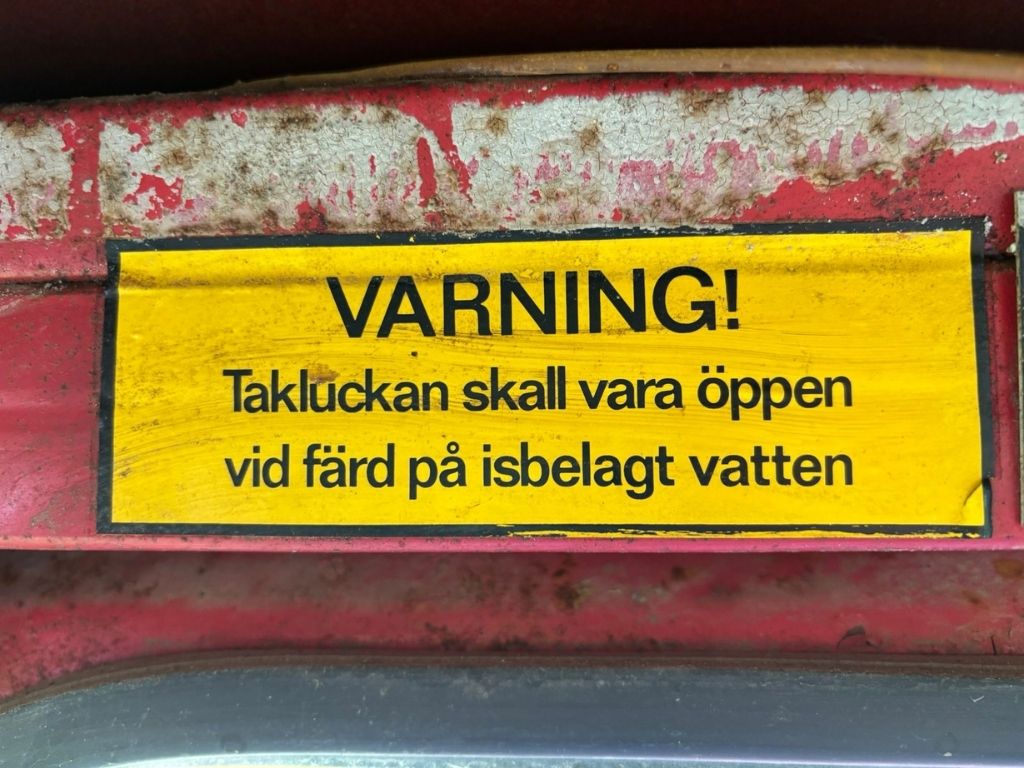 VARNING!
Takluckan skall vara öppen
vid färd på isbelagt vatten